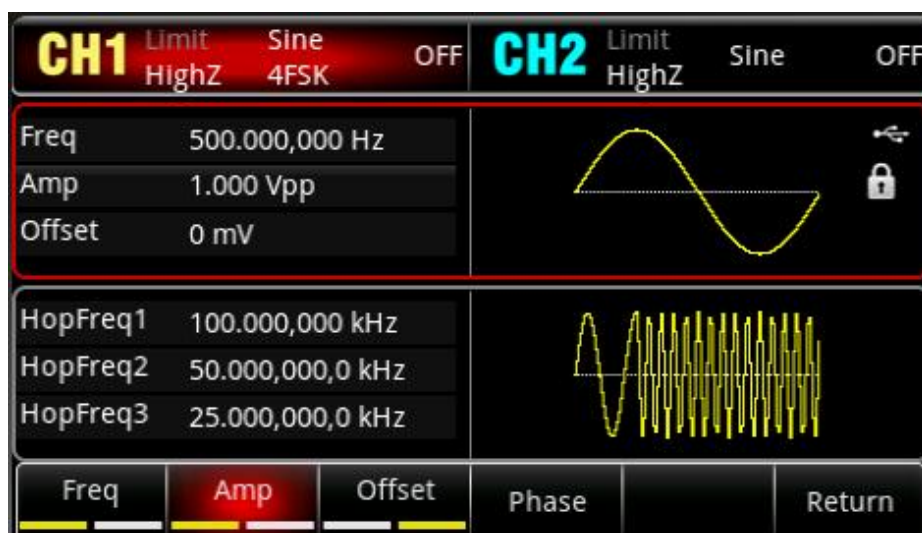 CH1 Limit Sine OFF
HighZ 4FSK
CH2 Limit Sine OFF
HighZ
Freq 500.000,000 Hz
Amp 1.000 Vpp
Offset 0 mV
HopFreq1 100.000,000 kHz
HopFreq2 50.000,000,0 kHz
HopFreq3 25.000,000,0 kHz
Freq Amp Offset Phase Return